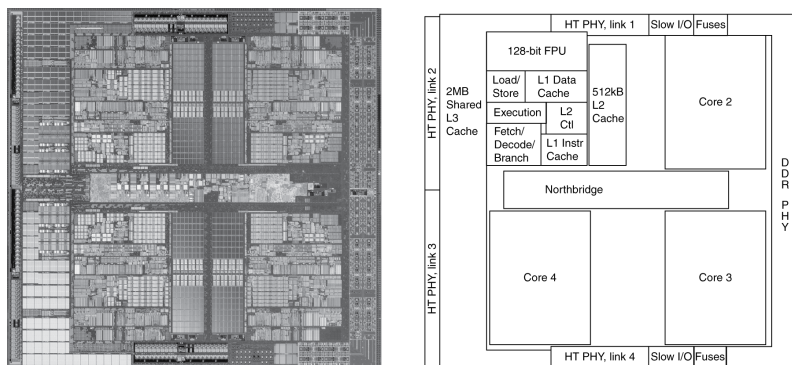 HT PHY, link 1
Slow I/O
Fuses
HT PHY, link 2
2MB
Shared
L3
Cache
128-bit FPU
Load/
Store
L1 Data
Cache
Execution
L2
Ctl
Fetch/
Decode/
Branch
L1 Instr
Cache
512kB
L2
Cache
Core 2
Northbridge
DDR PHY
HT PHY, link 3
Core 4
Core 3
HT PHY, link 4
Slow I/O
Fuses